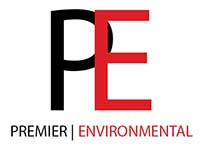 PE
PREMIER | ENVIRONMENTAL